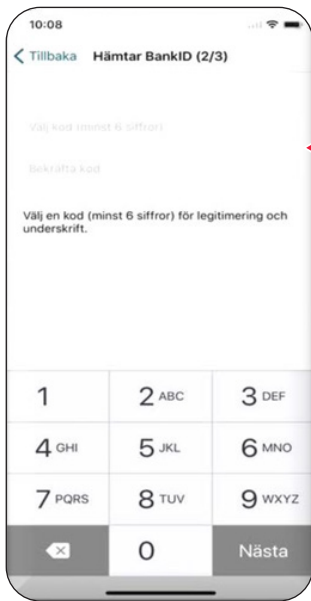 10:08
Tillbaka Hämtar BankID (2/3)
Välj kod (minst 6 siffror)
Bekräfta kod
Välj en kod (minst 6 siffror) för legitimering och
underskrift.
1 2 ABC 3 DEF
4 GHI 5 JKL 6 MNO
7 PQRS 8 TUV 9 WXYZ
0 Nästa